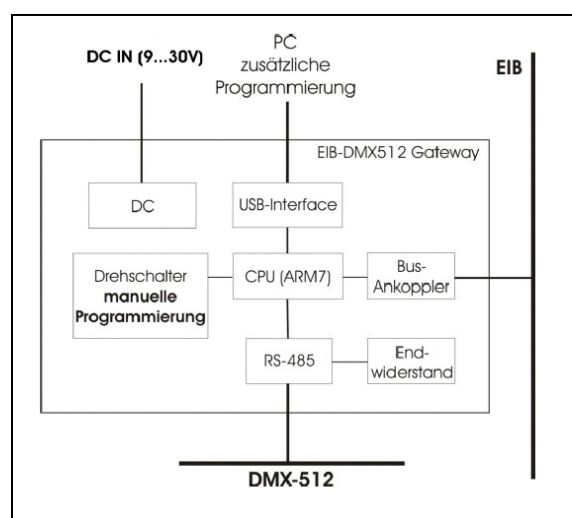 DC IN (9...30V)
PC
zusätzliche
Programmierung
EIB
EIB-DMX512 Gateway
DC
USB-Interface
Drehschalter
manuelle
Programmierung
CPU (ARM7)
Bus-
Ankoppler
RS-485
End-
widerstand
DMX-512